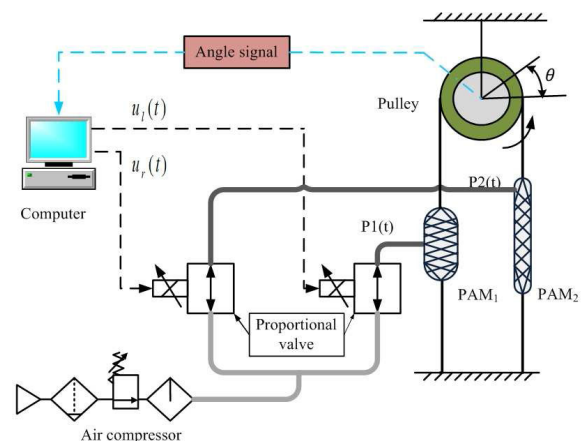 Angle signal
θ
Pulley
u_l(t)
u_r(t)
Computer
P2(t)
P1(t)
PAM₁
PAM₂
Proportional
valve
Air compressor